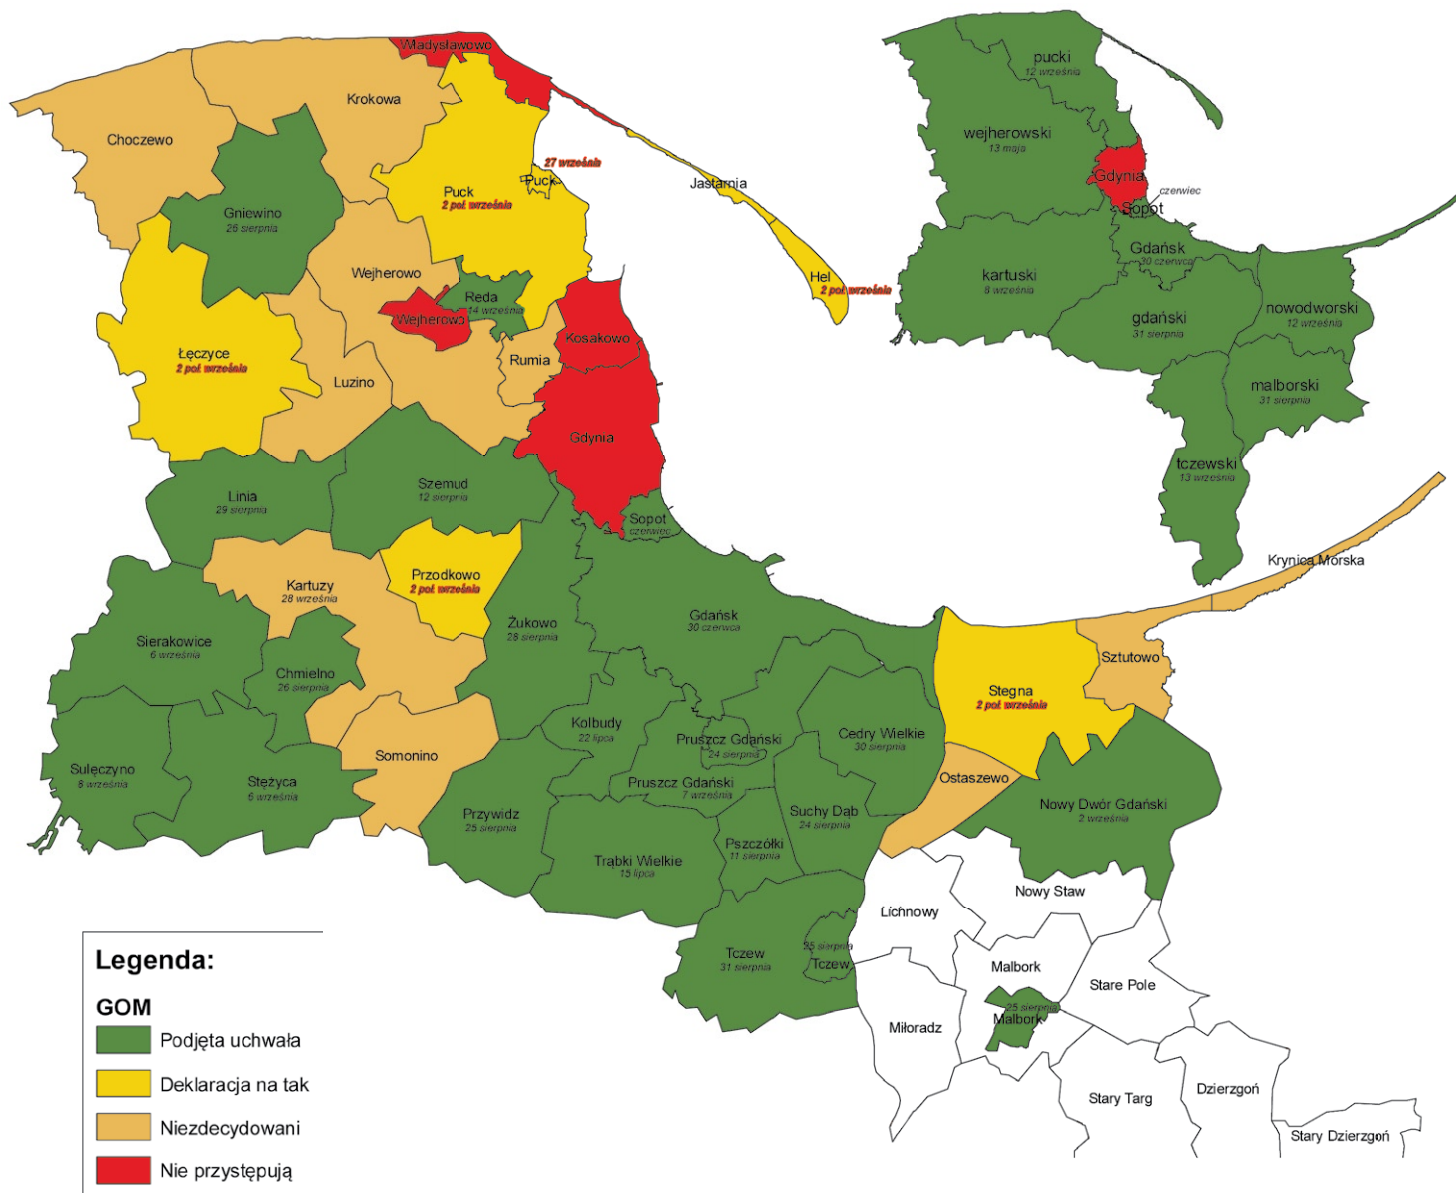 Władysławowo
Krokowa
Choczewo
27 września
Puck
Puck
2 poł. września
Jastarnia
Gniewino
26 sierpnia
Hel
2 poł. września
Wejherowo
Reda
14 września
Wejherowo
Kosakowo
Rumia
Łęczyce
2 poł. września
Luzino
Gdynia
Linia
29 sierpnia
Szemud
12 sierpnia
Sopot
czerwiec
Przodkowo
2 poł. września
Kartuzy
28 września
Żukowo
28 sierpnia
Gdańsk
30 czerwca
Sierakowice
6 września
Chmielno
26 sierpnia
Krynica Morska
Sztutowo
Stegna
2 poł. września
Kolbudy
22 lipca
Pruszcz Gdański
24 sierpnia
Cedry Wielkie
30 sierpnia
Somonino
Sulęczyno
8 września
Stężyca
6 września
Ostaszewo
Pruszcz Gdański
7 września
Nowy Dwór Gdański
2 września
Przywidz
25 sierpnia
Suchy Dąb
24 sierpnia
Pszczółki
11 sierpnia
Trąbki Wielkie
15 lipca
Nowy Staw
Lichnowy
25 sierpnia
Tczew
Tczew
31 sierpnia
Malbork
Stare Pole
25 sierpnia
Malbork
Miłoradz
Stary Targ
Dzierzgoń
Stary Dzierzgoń
pucki
12 września
wejherowski
13 maja
Gdynia
czerwiec
Sopot
Gdańsk
30 czerwca
kartuski
8 września
gdański
31 sierpnia
nowodworski
12 września
malborski
31 sierpnia
tczewski
13 września
Legenda:
GOM
Podjęta uchwała
Deklaracja na tak
Niezdecydowani
Nie przystępują